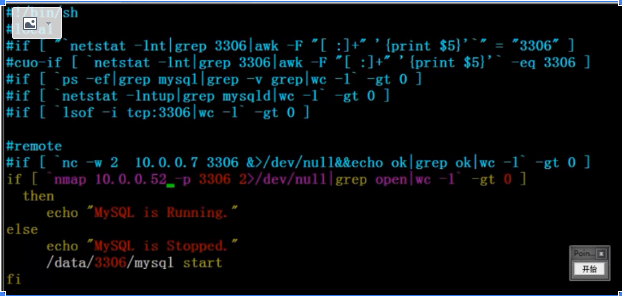 #!/bin/sh
#local
#if [ "`netstat -lnt|grep 3306|awk -F "[ :]+" '{print $5}'`" = "3306" ]
#cuo-if [ `netstat -lnt|grep 3306|awk -F "[ :]+" '{print $5}'` -eq 3306 ]
#if [ `ps -ef|grep mysql|grep -v grep|wc -l` -gt 0 ]
#if [ `netstat -lntup|grep mysqld|wc -l` -gt 0 ]
#if [ `lsof -i tcp:3306|wc -l` -gt 0 ]
#remote
#if [ `nc -w 2  10.0.0.7 3306 &>/dev/null&&echo ok|grep ok|wc -l` -gt 0 ]
if [ `nmap 10.0.0.52 -p 3306 2>/dev/null|grep open|wc -l` -gt 0 ]
  then
     echo "MySQL is Running."
else
     echo "MySQL is Stopped."
     /data/3306/mysql start
fi
Poin...
开始